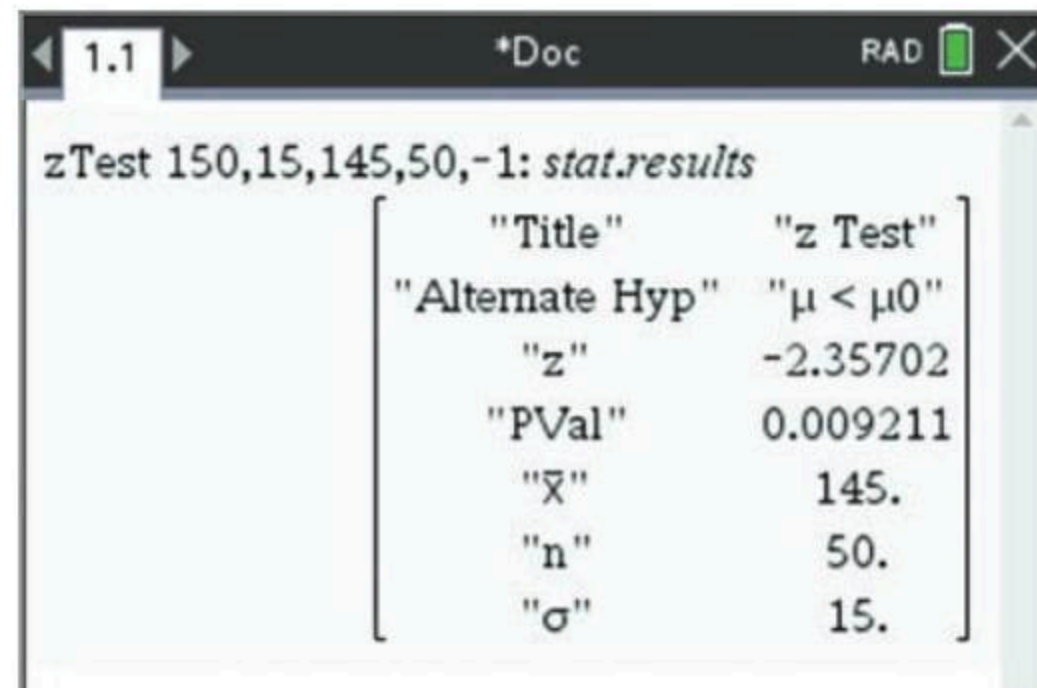 1.1 *Doc RAD
zTest 150,15,145,50,-1: stat.results
"Title" "z Test"
"Alternate Hyp" "μ < μ0"
"z" -2.35702
"PVal" 0.009211
"x̄" 145.
"n" 50.
"σ" 15.